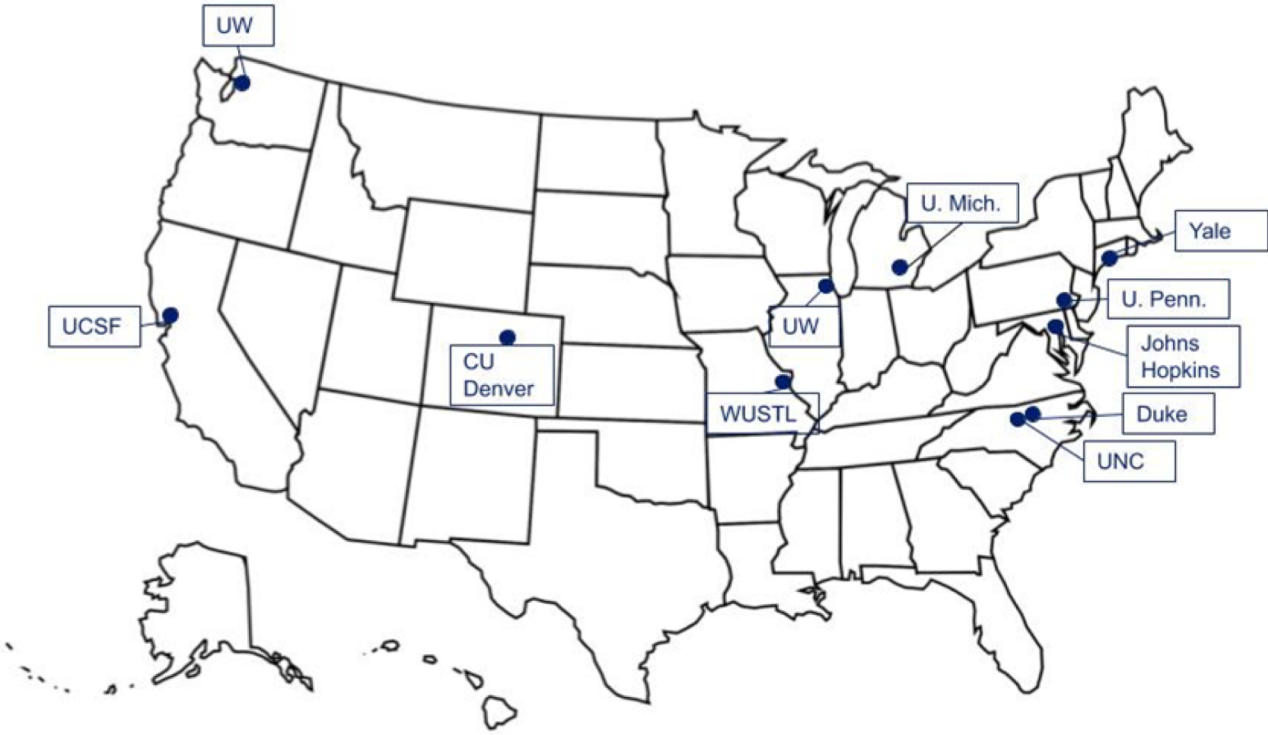 UW
U. Mich.
Yale
U. Penn.
UCSF
UW
Johns
Hopkins
CU
Denver
WUSTL
Duke
UNC